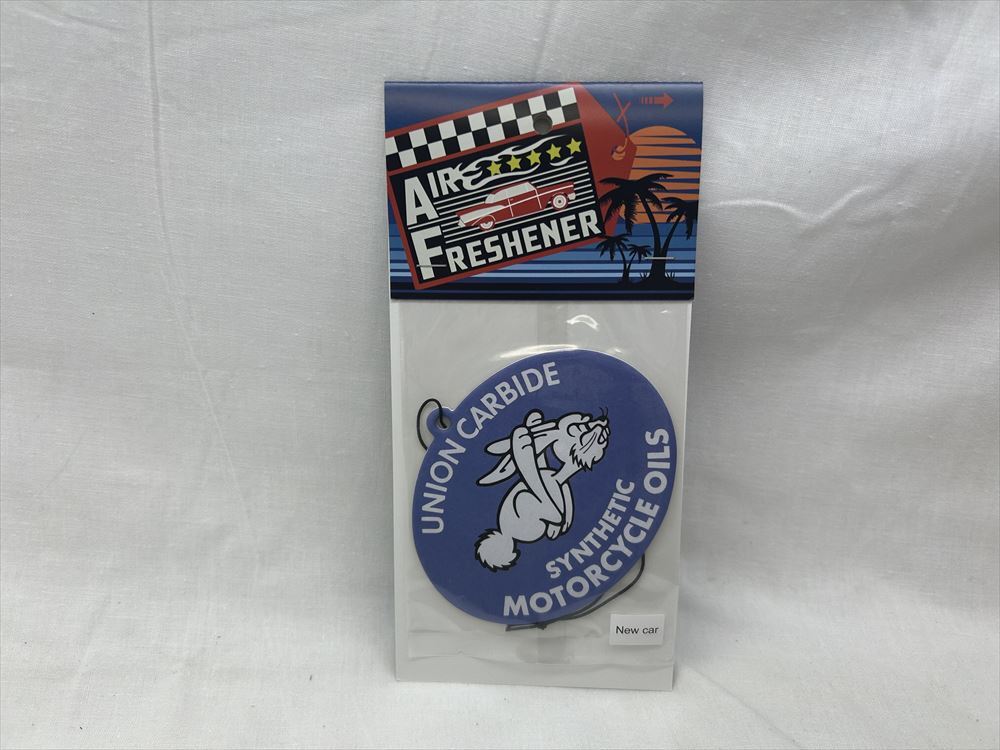 AIR
FRESHENER
UNION CARBIDE
SYNTHETIC
MOTORCYCLE OILS
New car